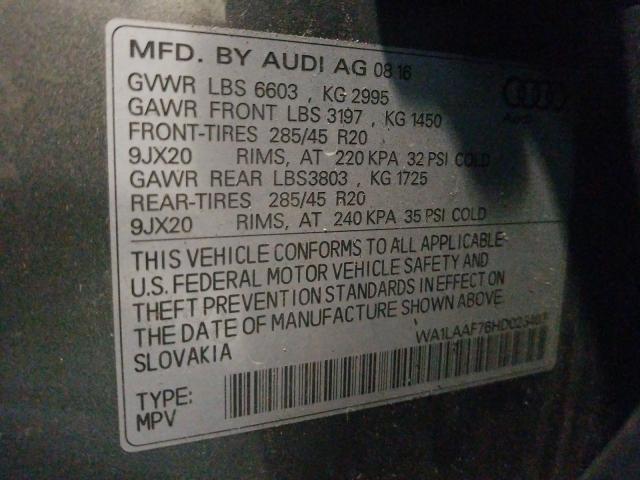 MFD. BY AUDI AG 08 16
GVWR LBS 6603 , KG 2995
GAWR FRONT LBS 3197 , KG 1450
FRONT-TIRES 285/45 R20
9JX20 RIMS, AT 220 KPA 32 PSI COLD
GAWR REAR LBS3803 , KG 1725
REAR-TIRES 285/45 R20
9JX20 RIMS, AT 240 KPA 35 PSI COLD
Audi
THIS VEHICLE CONFORMS TO ALL APPLICABLE
U.S. FEDERAL MOTOR VEHICLE SAFETY AND
THEFT PREVENTION STANDARDS IN EFFECT ON
THE DATE OF MANUFACTURE SHOWN ABOVE.
SLOVAKIA
TYPE:
MPV